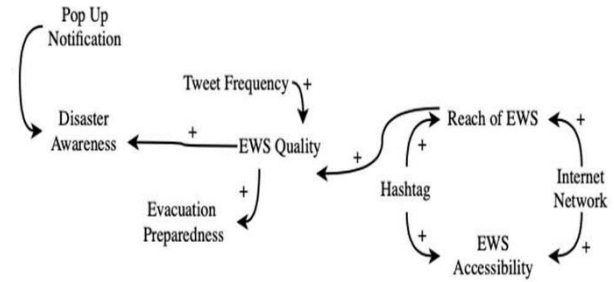 Pop Up
Notification
Tweet Frequency
+
Disaster
Awareness
+
EWS Quality
+
Evacuation
Preparedness
+
Reach of EWS
+
+
Hashtag
Internet
Network
+
EWS
Accessibility
+